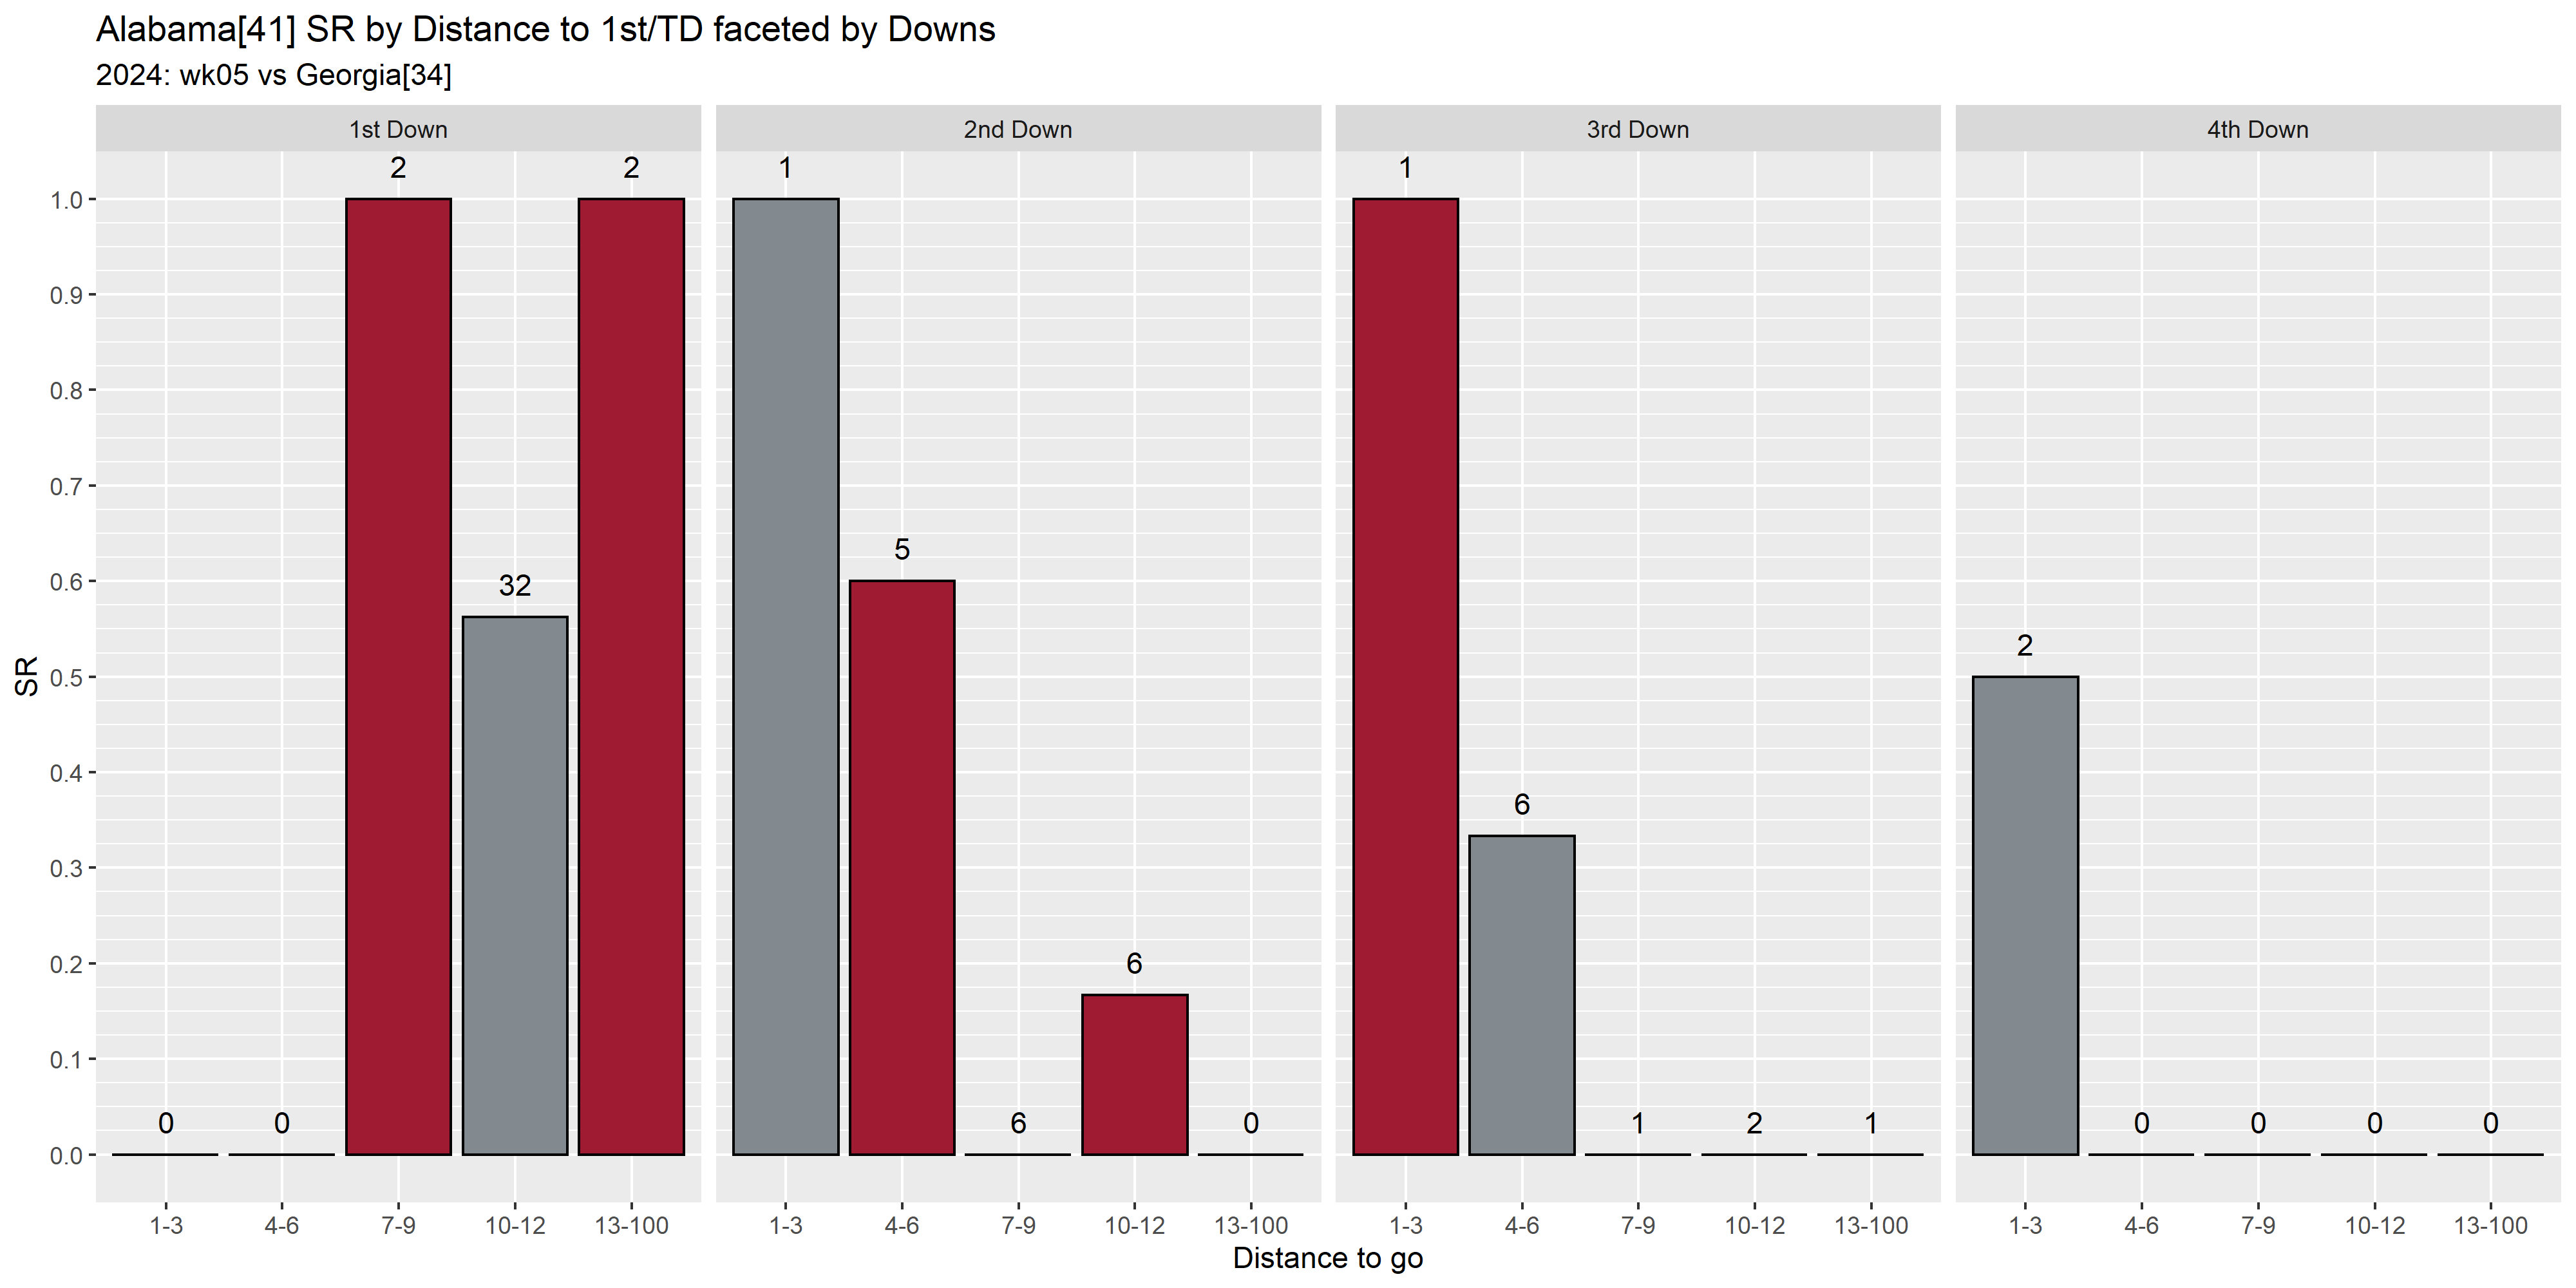 Alabama[41] SR by Distance to 1st/TD faceted by Downs
2024: wk05 vs Georgia[34]
1st Down
2nd Down
3rd Down
4th Down
SR
1.0
0.9
0.8
0.7
0.6
0.5
0.4
0.3
0.2
0.1
0.0
0 0 2 32 2
1 5 6 6 0
1 6 1 2 1
2 0 0 0 0
1-3 4-6 7-9 10-12 13-100
1-3 4-6 7-9 10-12 13-100
1-3 4-6 7-9 10-12 13-100
1-3 4-6 7-9 10-12 13-100
Distance to go